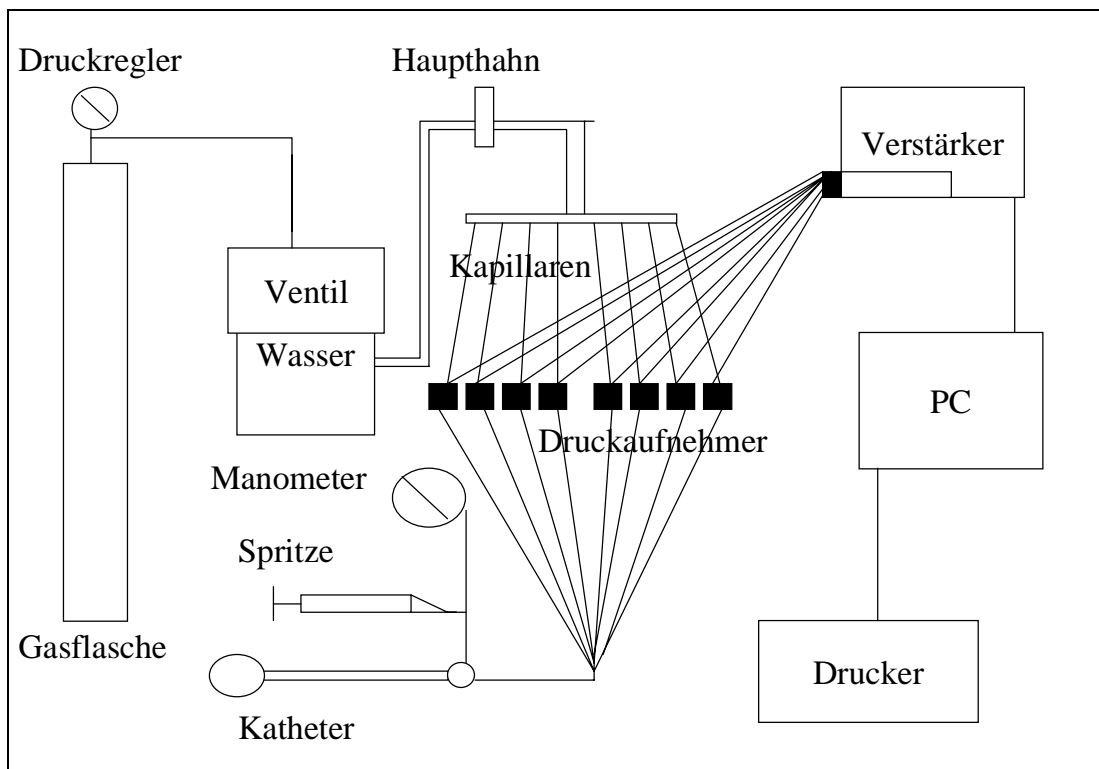 Druckregler
Haupthahn
Verstärker
Kapillaren
Ventil
Wasser
PC
Druckaufnehmer
Manometer
Spritze
Gasflasche
Drucker
Katheter